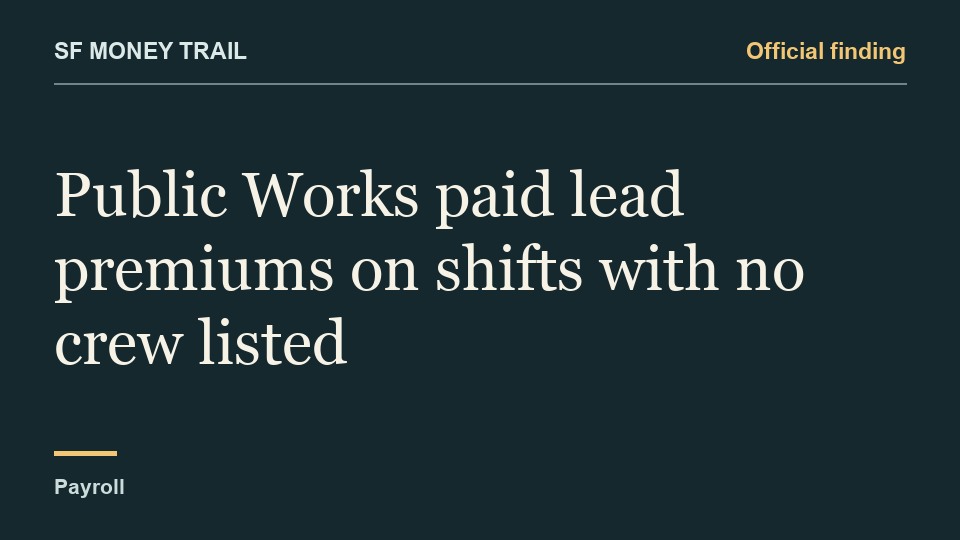 SF MONEY TRAIL
Official finding
Public Works paid lead
premiums on shifts with no
crew listed
Payroll